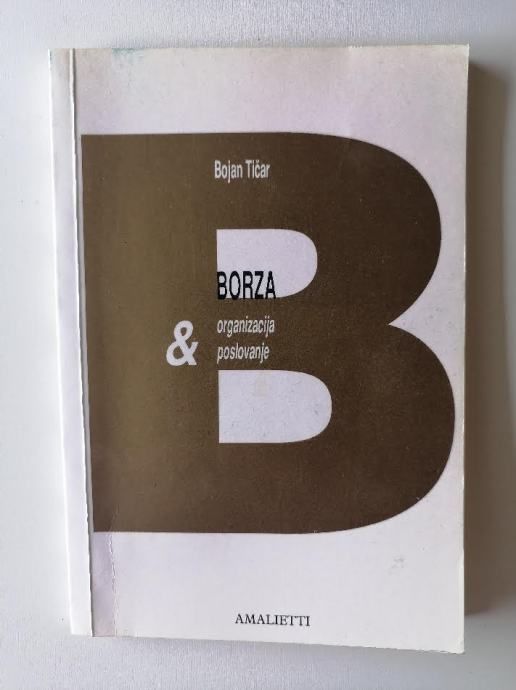 Bojan Tičar
B
BORZA
organizacija
& poslovanje
AMALIETTI